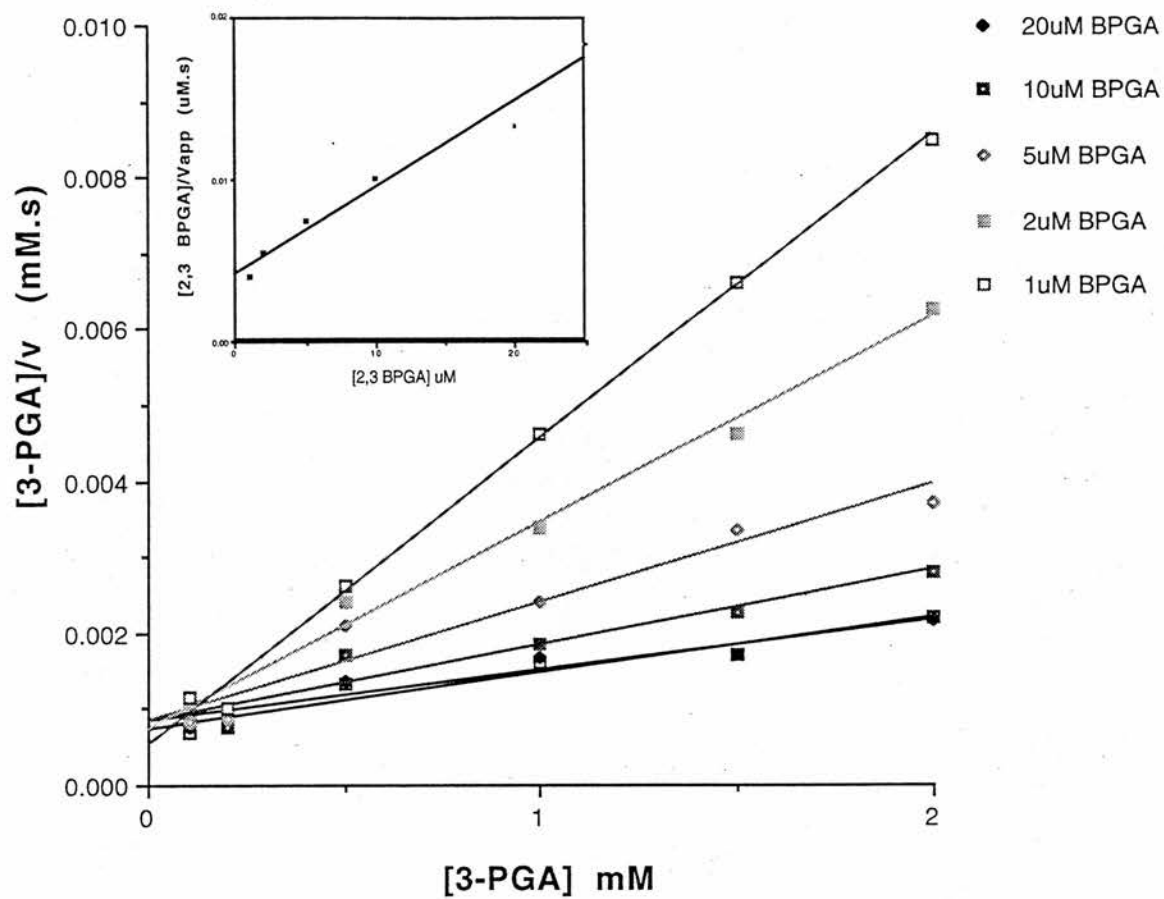 0.010
0.008
0.006
0.004
0.002
0.000
[3-PGA]/v (mM.s)
0
1
2
[3-PGA] mM
0.02
0.01
0.00
[2,3 BPGA]/Vapp (uM.s)
0
10
20
[2,3 BPGA] uM
20uM BPGA
10uM BPGA
5uM BPGA
2uM BPGA
1uM BPGA